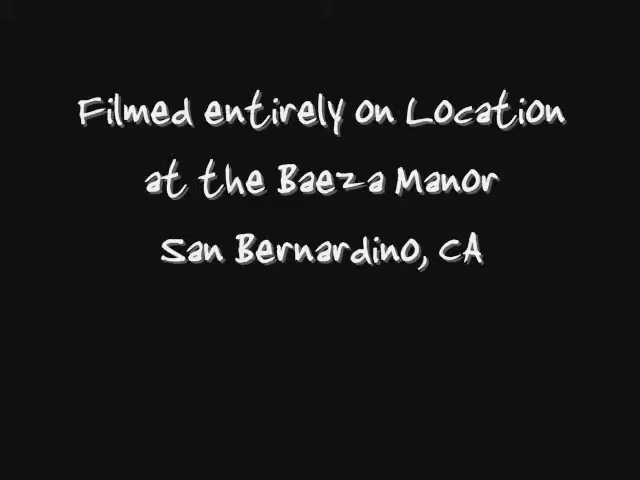 Filmed entirely on Location
at the Baeza Manor
San Bernardino, CA